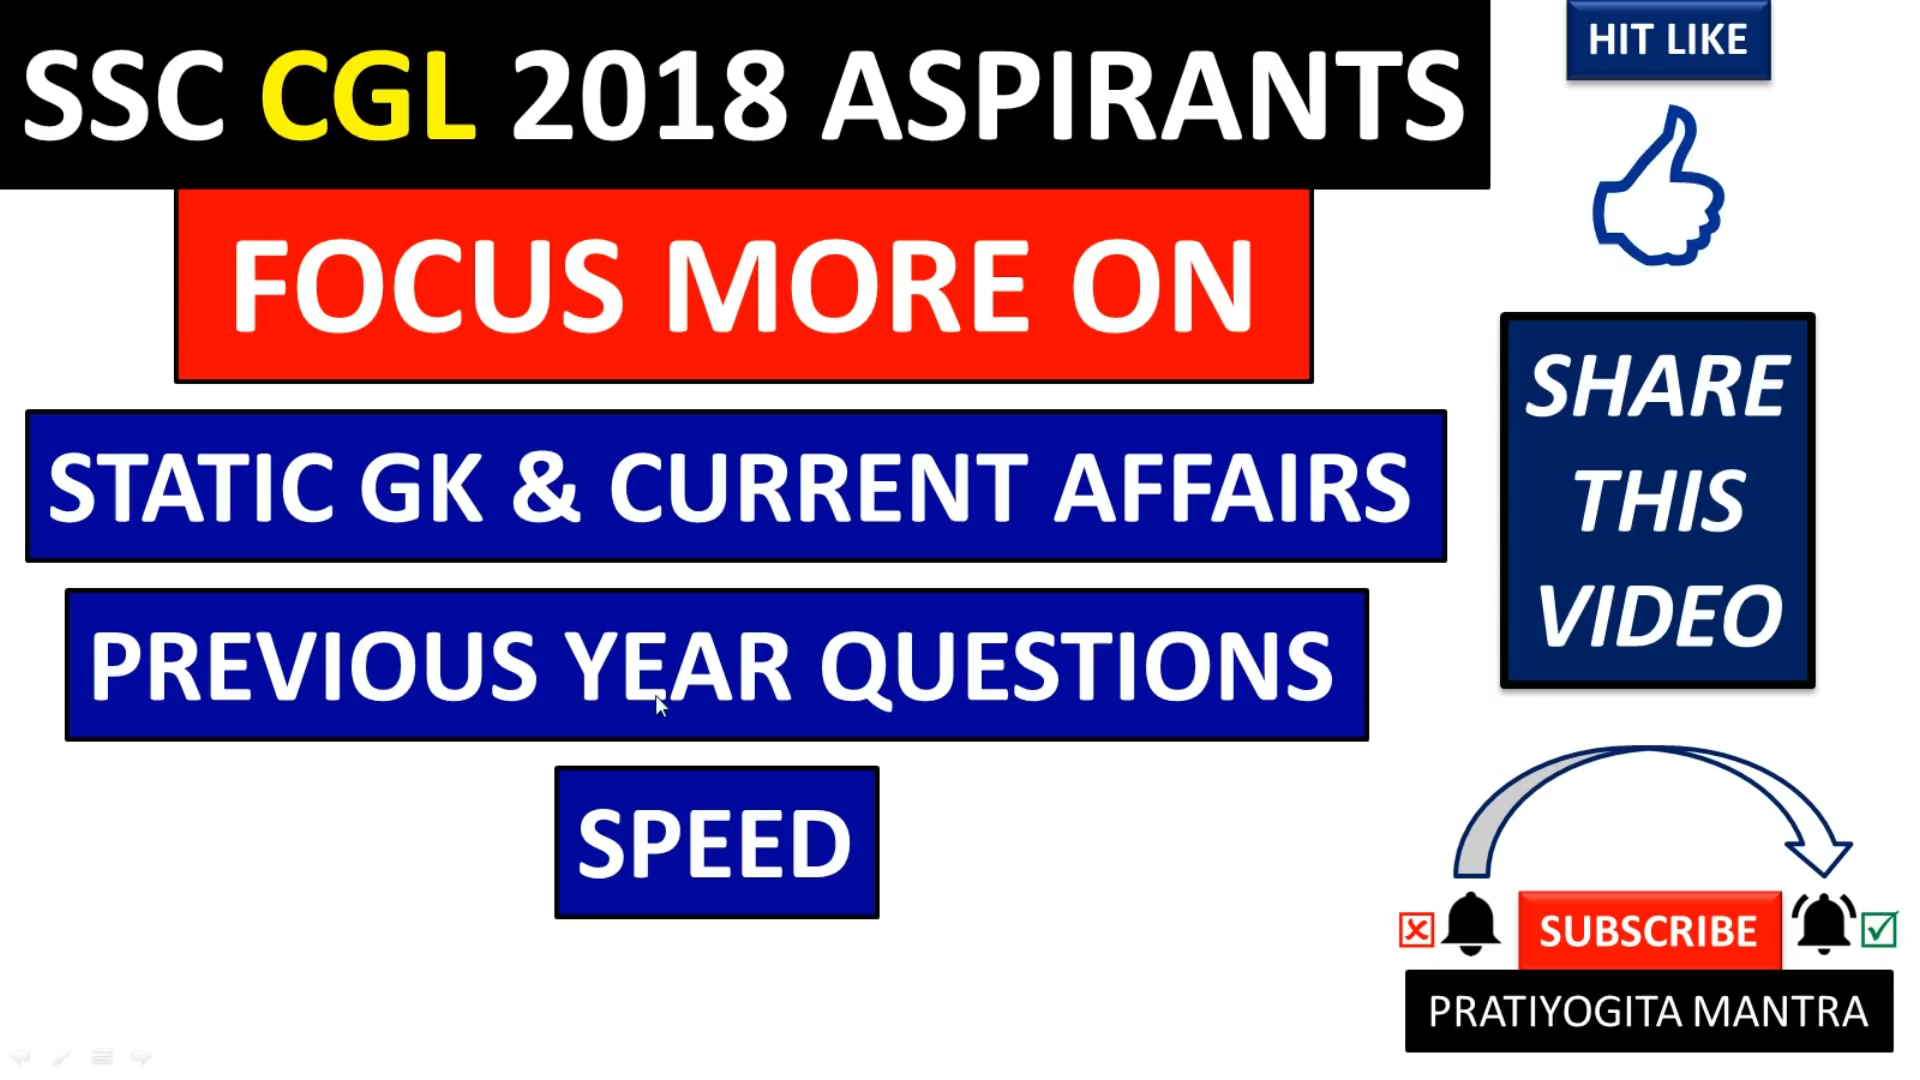 SSC CGL 2018 ASPIRANTS
FOCUS MORE ON
STATIC GK & CURRENT AFFAIRS
PREVIOUS YEAR QUESTIONS
SPEED
HIT LIKE
SHARE
THIS
VIDEO
SUBSCRIBE
PRATIYOGITA MANTRA